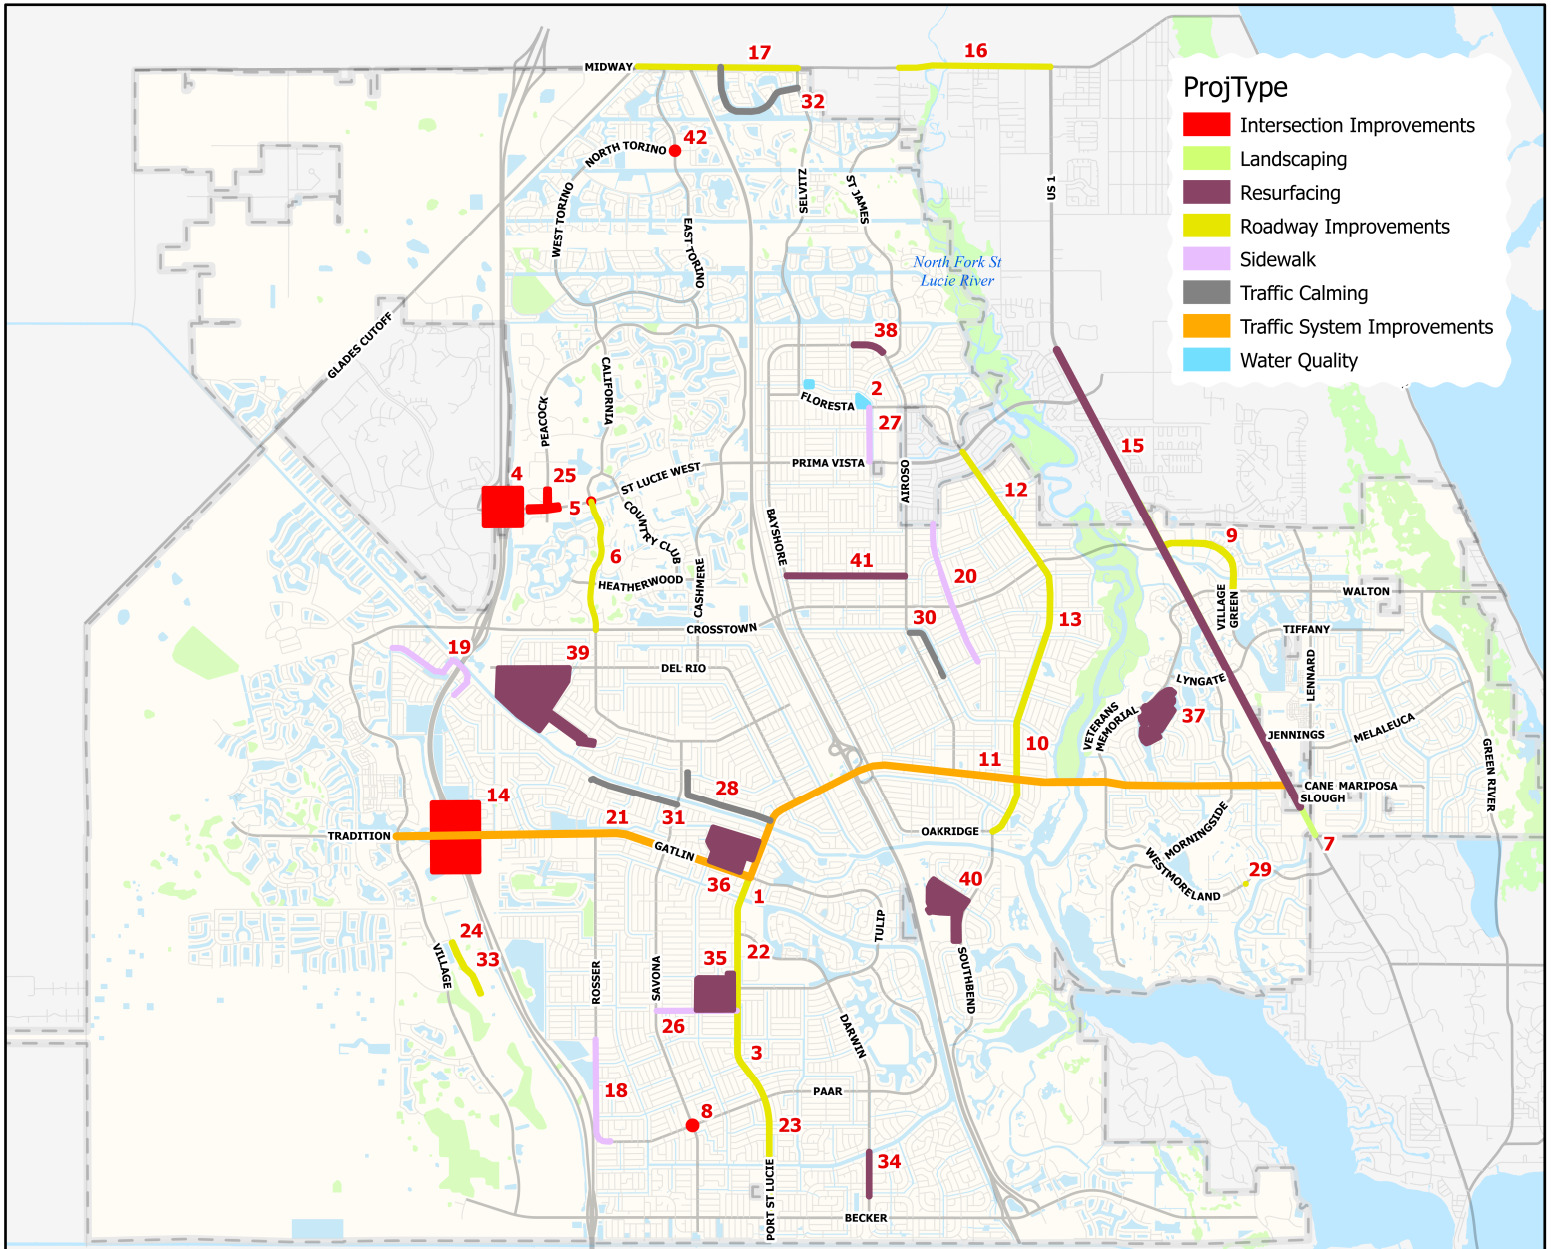 17
16
MIDWAY
ProjType
Intersection Improvements
Landscaping
Resurfacing
Roadway Improvements
Sidewalk
Traffic Calming
Traffic System Improvements
Water Quality
32
42
NORTH TORINO
WEST TORINO
EAST TORINO
SELVITZ
ST JAMES
US 1
North Fork St
Lucie River
GLADES CUTOFF
38
CALIFORNIA
PEACOCK
FLORESTA
2
27
15
PRIMA VISTA
AIROSO
4
25
5
ST LUCIE WEST
COUNTRY CLUB
12
BAYSHORE
6
HEATHERWOOD
CASHMERE
41
20
9
VILLAGE
GREEN
WALTON
CROSSTOWN
30
13
TIFFANY
19
39
DEL RIO
LYNGATE
LENNARD
VETERANS
MEMORIAL
37
JENNINGS
MELALEUCA
GREEN RIVER
10
11
14
28
CANE MARIPOSA
SLOUGH
TRADITION
21
31
GATLIN
OAKRIDGE
MORNINGSIDE
7
WESTMORELAND
29
36
1
40
TULIP
24
33
VILLAGE
22
35
ROSSER
SAVONA
SOUTHBEND
26
DARWIN
3
18
PAAR
8
23
34
PORT ST LUCIE
BECKER